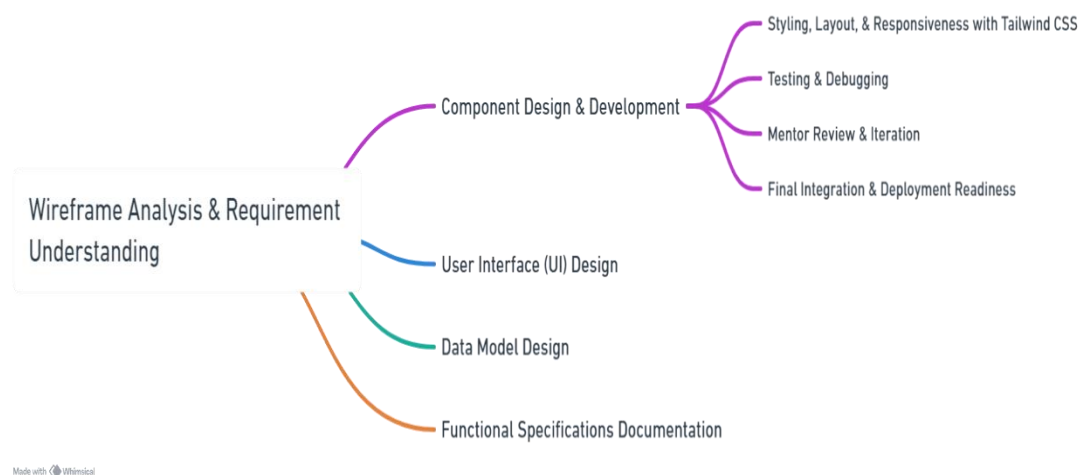 Wireframe Analysis & Requirement
Understanding
Component Design & Development
Styling, Layout, & Responsiveness with Tailwind CSS
Testing & Debugging
Mentor Review & Iteration
Final Integration & Deployment Readiness
User Interface (UI) Design
Data Model Design
Functional Specifications Documentation
Made with Whimsical